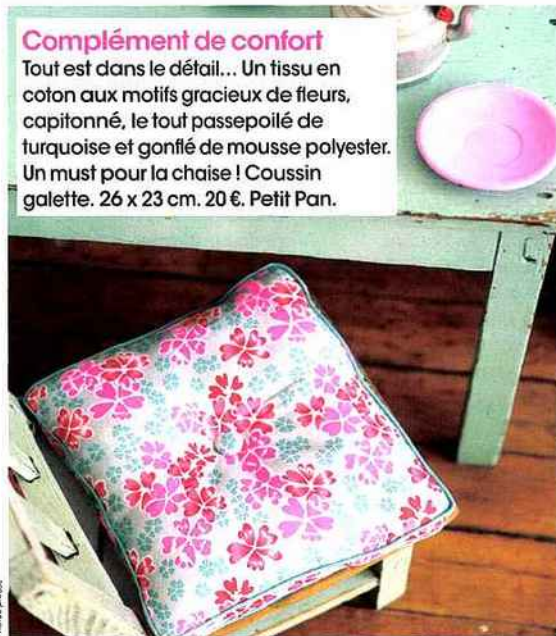 Complément de confort
Tout est dans le détail... Un tissu en
coton aux motifs gracieux de fleurs,
capitonné, le tout passepoilé de
turquoise et gonflé de mousse polyester.
Un must pour la chaise ! Coussin
galette. 26 x 23 cm. 20 €. Petit Pan.